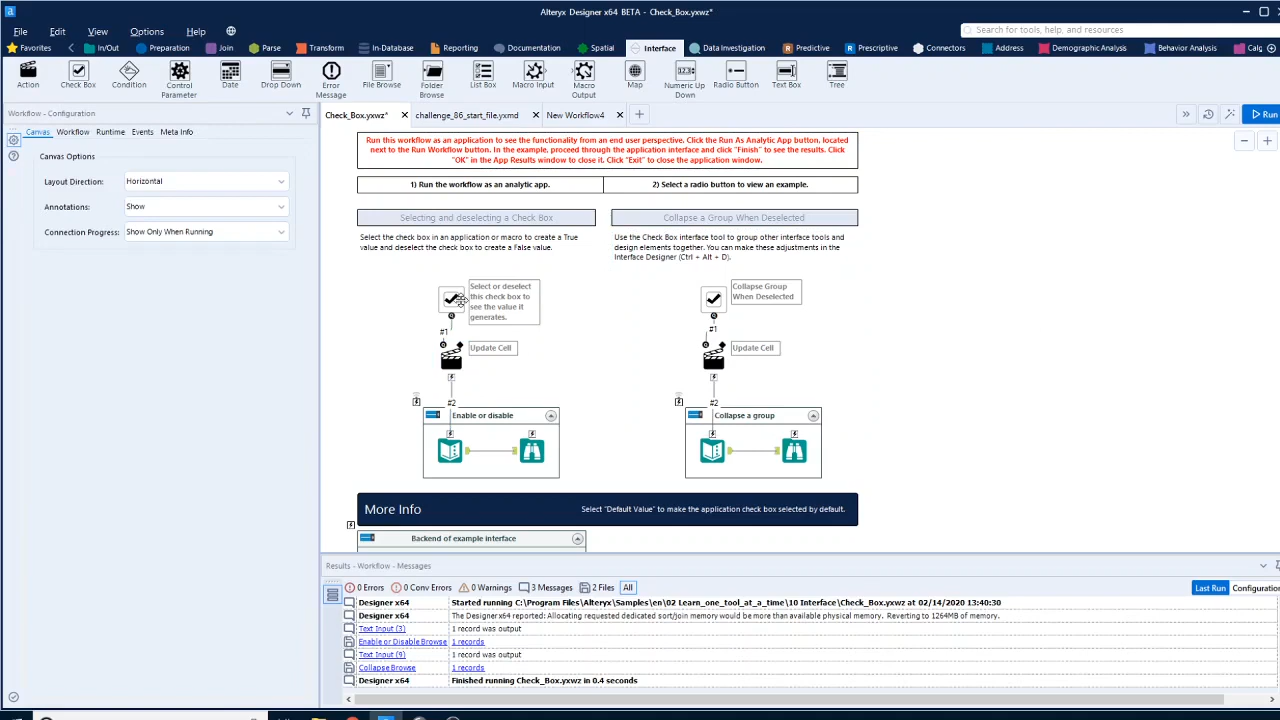 Alteryx Designer x64 BETA - Check_Box.yxwz*
File Edit View Options Help
Search for tools, help, and resources
Favorites In/Out Preparation Join Parse Transform In-Database Reporting Documentation Spatial Interface Data Investigation Predictive Prescriptive Connectors Address Demographic Analysis Behavior Analysis
Action Check Box Control Parameter Date Drop Down Error Message File Browse Folder Browse List Box Macro Input Macro Output Map Numeric Up Down Radio Button Text Box Tree
Workflow - Configuration
Check_Box.yxwz* challenge_86_start_file.yxmd New Workflow4 Run
Canvas Workflow Runtime Events Meta Info
Canvas Options
Layout Direction: Horizontal
Annotations: Show
Connection Progress: Show Only When Running
Run this workflow as an application to see the functionality from an end user perspective. Click the Run As Analytic App button, located
next to the Run Workflow button. In the example, proceed through the application interface and click "Finish" to see the results. Click
"OK" in the App Results window to close it. Click "Exit" to close the application window.
1) Run the workflow as an analytic app. 2) Select a radio button to view an example.
Selecting and deselecting a Check Box
Select the check box in an application or macro to create a True
value and deselect the check box to create a False value.
Collapse a Group When Deselected
Use the Check Box interface tool to group other interface tools and
design elements together. You can make these adjustments in the
Interface Designer (Ctrl + Alt + D).
Select or deselect
this check box to
see the value it
generates.
#1
Update Cell
#2
Enable or disable
Collapse Group
When Deselected
#1
Update Cell
#2
Collapse a group
More Info Select "Default Value" to make the application check box selected by default.
Backend of example interface
Results - Workflow - Messages
0 Errors 0 Conv Errors 0 Warnings 3 Messages 2 Files All Last Run Configuration
Designer x64 Started running C:\Program Files\Alteryx\Samples\en\02 Learn_one_tool_at_a_time\10 Interface\Check_Box.yxwz at 02/14/2020 13:40:30
Designer x64 The Designer x64 reported: Allocating requested dedicated sort/join memory would be more than available physical memory. Reverting to 1264MB of memory.
Text Input (3) 1 record was output
Enable or Disable Browse 1 records
Text Input (9) 1 record was output
Collapse Browse 1 records
Designer x64 Finished running Check_Box.yxwz in 0.4 seconds